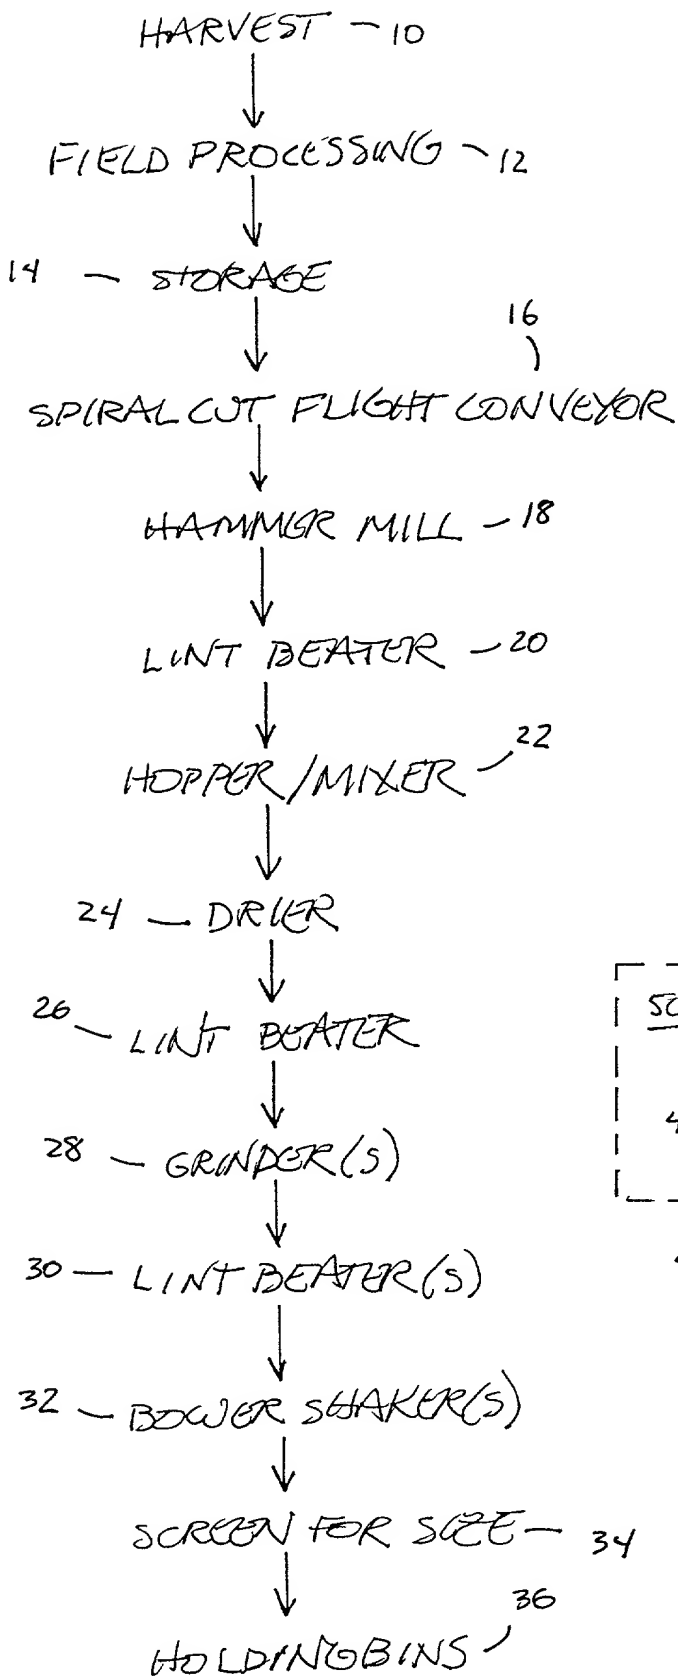 HARVEST - 10
FIELD PROCESSING - 12
14 - STORAGE
16
SPIRAL CUT FLIGHT CONVEYOR
HAMMER MILL - 18
LINT BEATER - 20
HOPPER/MIXER - 22
24 - DRIER
26 - LINT BEATER
50
28 - GRINDER(S)
4
30 - LINT BEATER(S)
32 - BOWER SHAKER(S)
SCREEN FOR SIZE - 34
36
HOLDING BINS